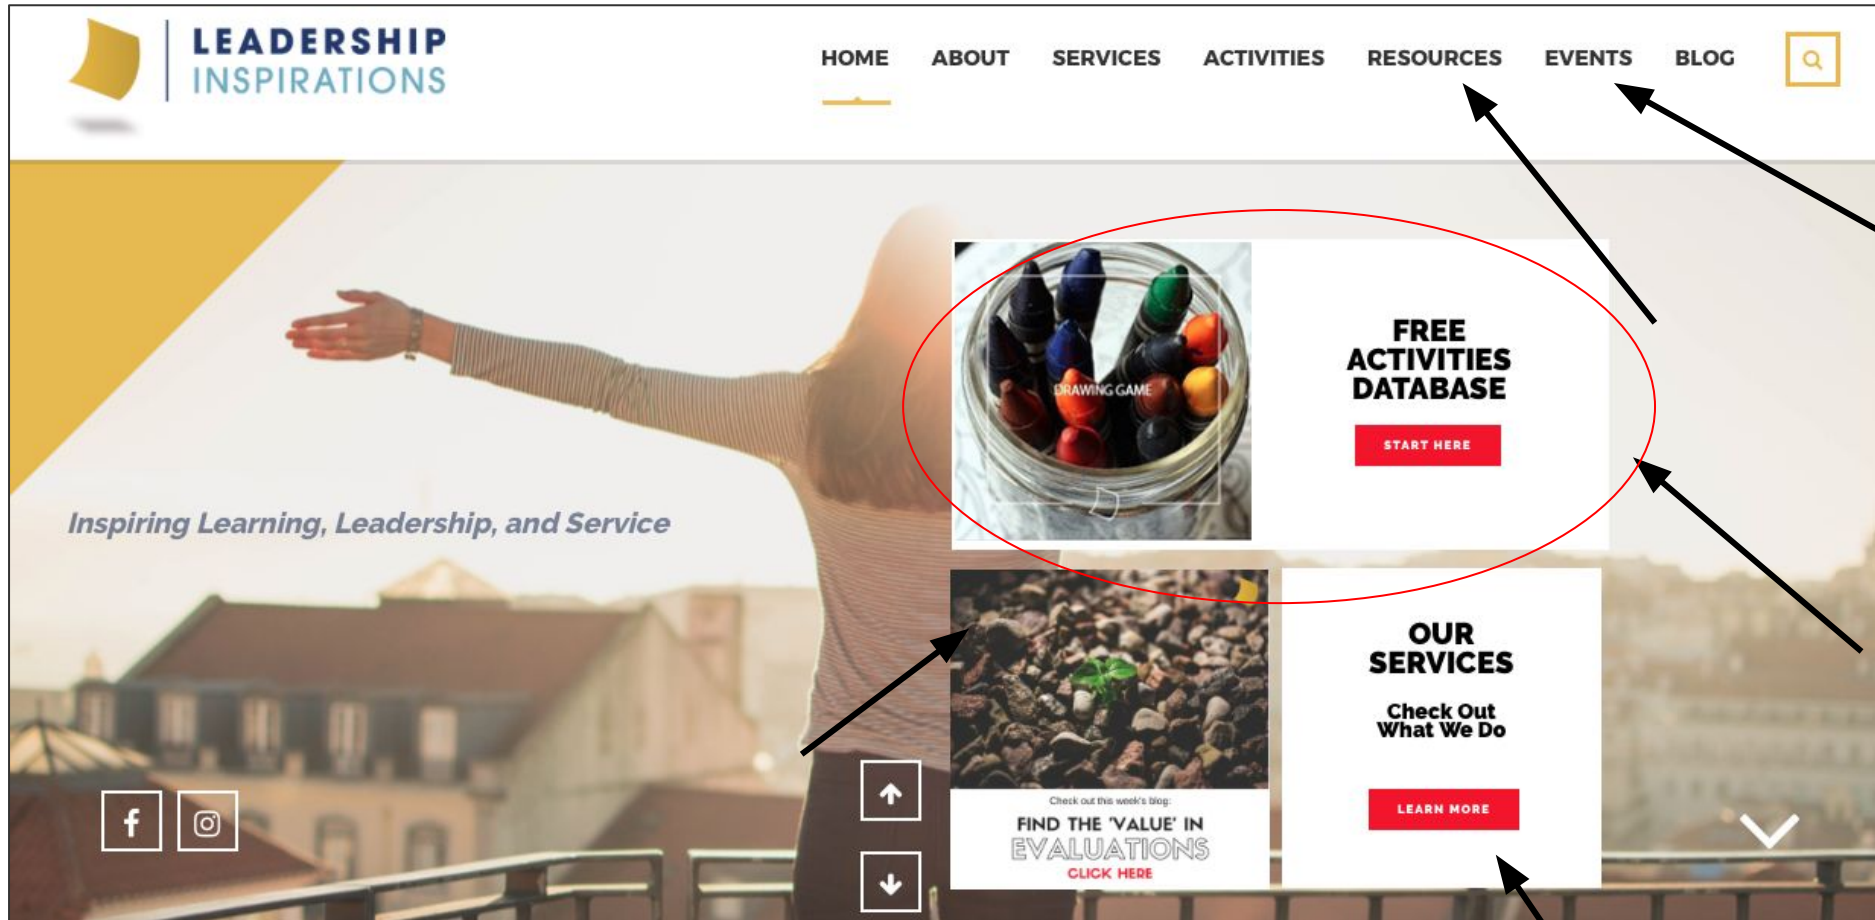 LEADERSHIP
INSPIRATIONS
HOME ABOUT SERVICES ACTIVITIES RESOURCES EVENTS BLOG
DRAWING GAME
FREE
ACTIVITIES
DATABASE
START HERE
Inspiring Learning, Leadership, and Service
Check out this week's blog:
FIND THE 'VALUE' IN
EVALUATIONS
CLICK HERE
OUR
SERVICES
Check Out
What We Do
LEARN MORE